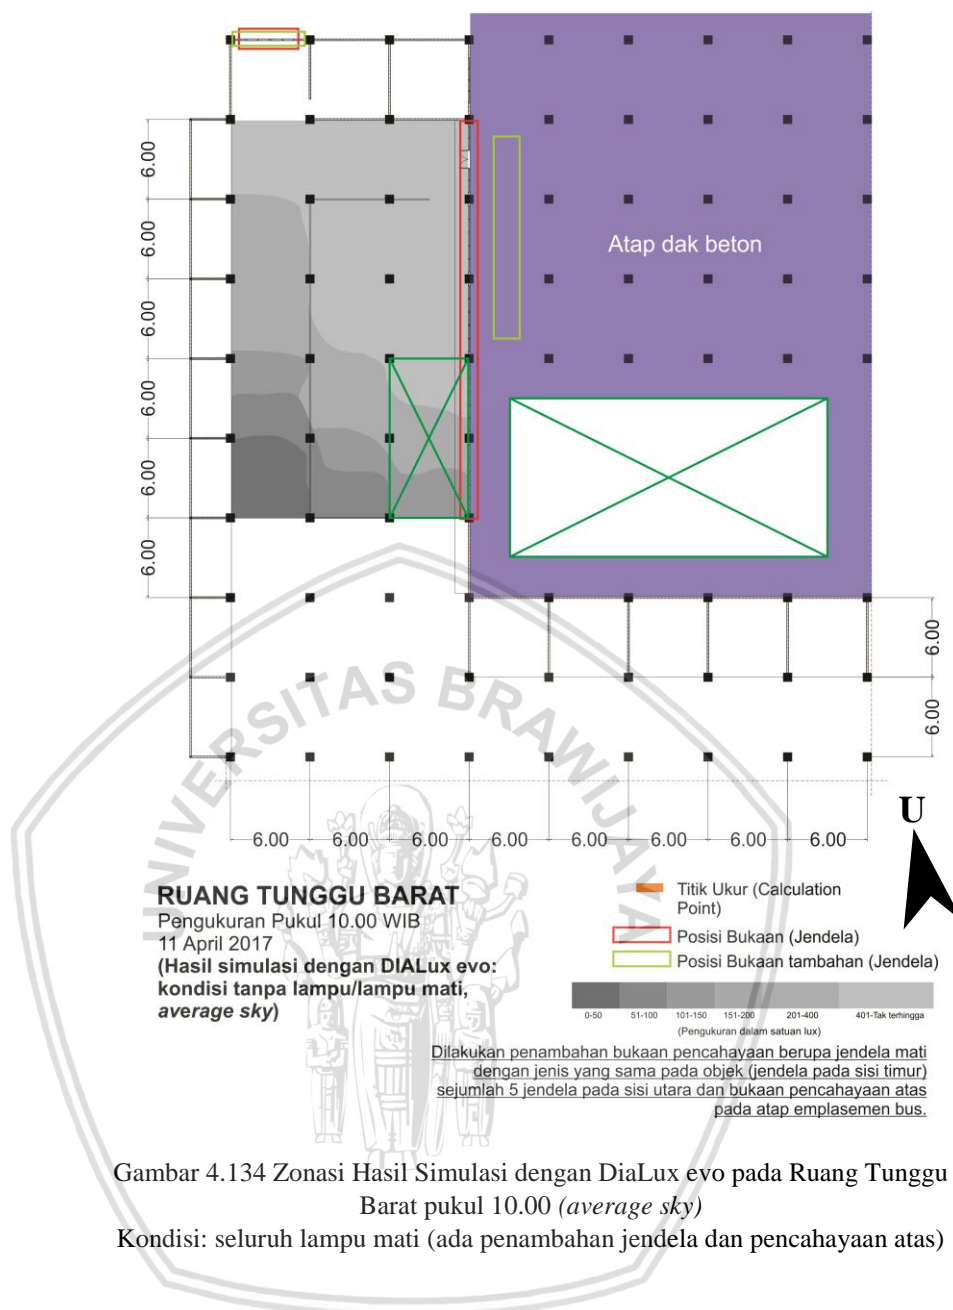 6.00
6.00
6.00
6.00
6.00
6.00
Atap dak beton
6.00
6.00
UNIVERSITAS BRAWIJAYA
6.00 6.00 6.00 6.00 6.00 6.00 6.00 6.00
U
RUANG TUNGGU BARAT
Pengukuran Pukul 10.00 WIB
11 April 2017
(Hasil simulasi dengan DIALux evo:
kondisi tanpa lampu/lampu mati,
average sky)
Titik Ukur (Calculation
Point)
Posisi Bukaan (Jendela)
Posisi Bukaan tambahan (Jendela)
0-50 51-100 101-150 151-200 201-400 401-Tak terhingga
(Pengukuran dalam satuan lux)
Dilakukan penambahan bukaan pencahayaan berupa jendela mati
dengan jenis yang sama pada objek (jendela pada sisi timur)
sejumlah 5 jendela pada sisi utara dan bukaan pencahayaan atas
pada atap emplasemen bus.
Gambar 4.134 Zonasi Hasil Simulasi dengan DiaLux evo pada Ruang Tunggu
Barat pukul 10.00 (average sky)
Kondisi: seluruh lampu mati (ada penambahan jendela dan pencahayaan atas)